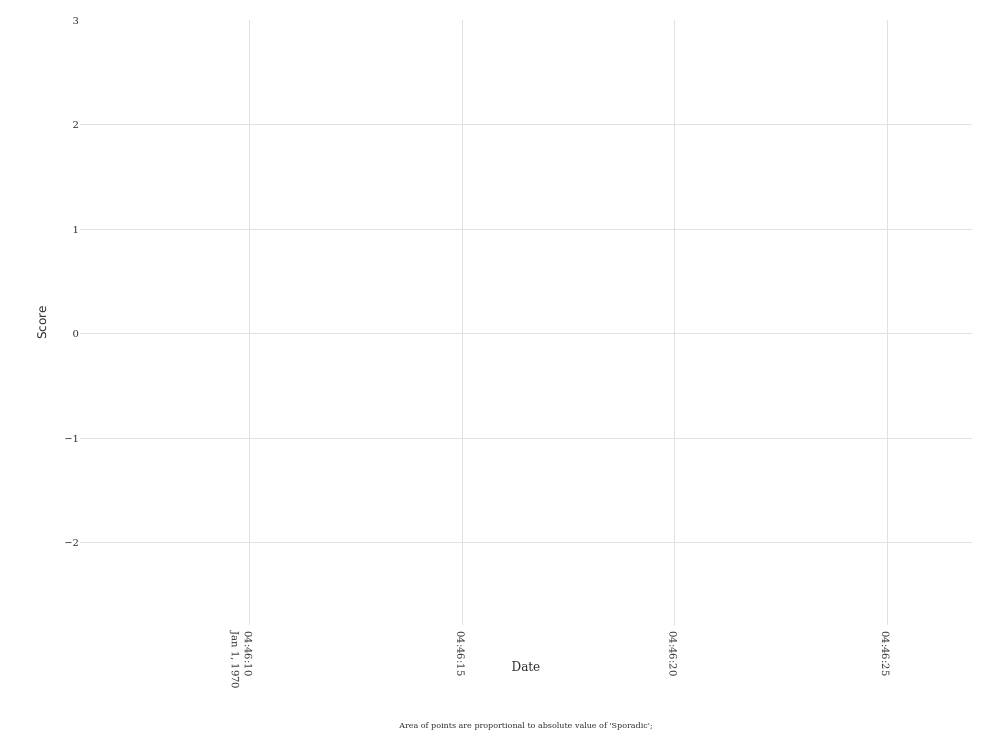 3
2
1
0
−1
−2
Score
04:46:10
Jan 1, 1970
04:46:15
04:46:20
04:46:25
Date
Area of points are proportional to absolute value of 'Sporadic';